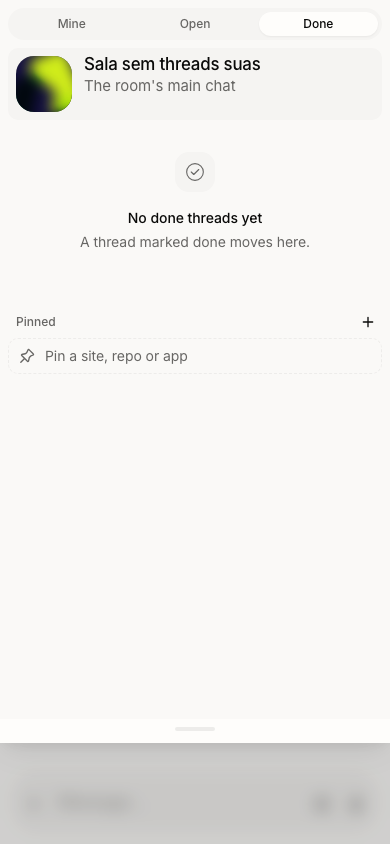 Mine
Open
Done
Sala sem threads suas
The room's main chat
No done threads yet
A thread marked done moves here.
Pinned
Pin a site, repo or app